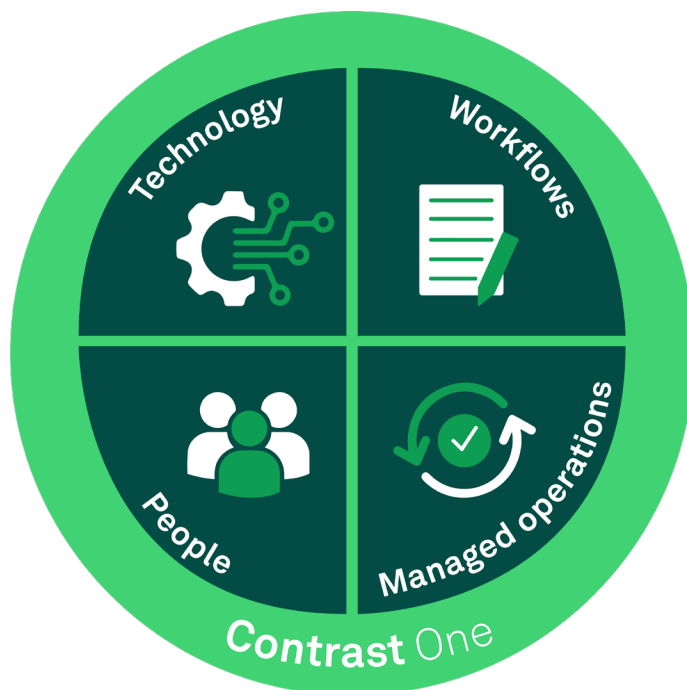 Technology
Workflows
People
Managed operations
Contrast One